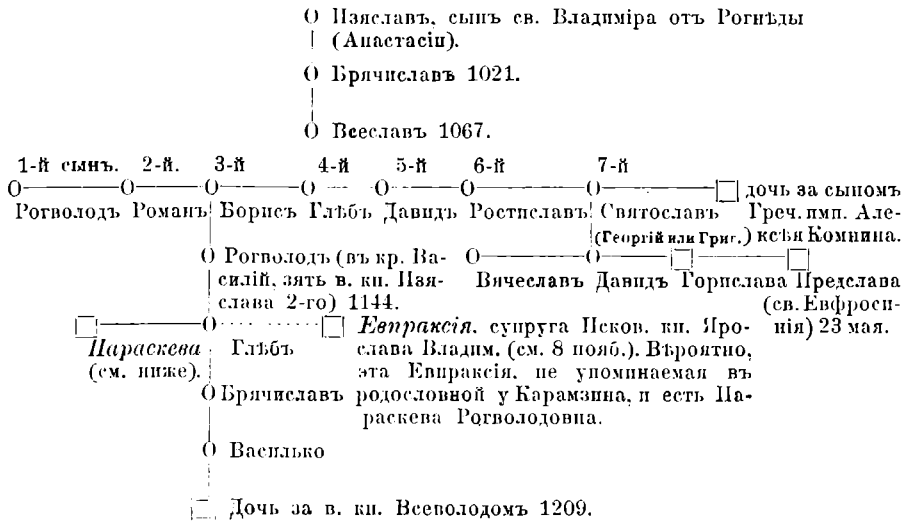 Изяславъ, сынъ св. Владиміра отъ Рогнѣды
(Анастасіи).
Брячиславъ 1021.
Всеславъ 1067.
1-й сынъ. 2-й. 3-й 4-й 5-й 6-й 7-й
дочь за сыномъ
Рогволодъ Романъ Борисъ Глѣбъ Давидъ Ростиславъ Святославъ Греч. имп. Але-
(Георгій или Григ.) ксѣя Комнина.
Рогволодъ (въ кр. Ва-
силій, зять в. кн. Изя- Вячеславъ Давидъ Горислава Предслава
слава 2-го) 1144. (св. Евфроси-
Евпраксія, супруга Псков. кн. Яро- нія) 23 мая.
Параскева Глѣбъ слава Владим. (см. 8 нояб.). Вѣроятно,
(см. ниже). эта Евпраксія, не упоминаемая въ
Брячиславъ родословной у Карамзина, и есть Па-
раскева Рогволодовна.
Василько
Дочь за в. кн. Всеволодомъ 1209.